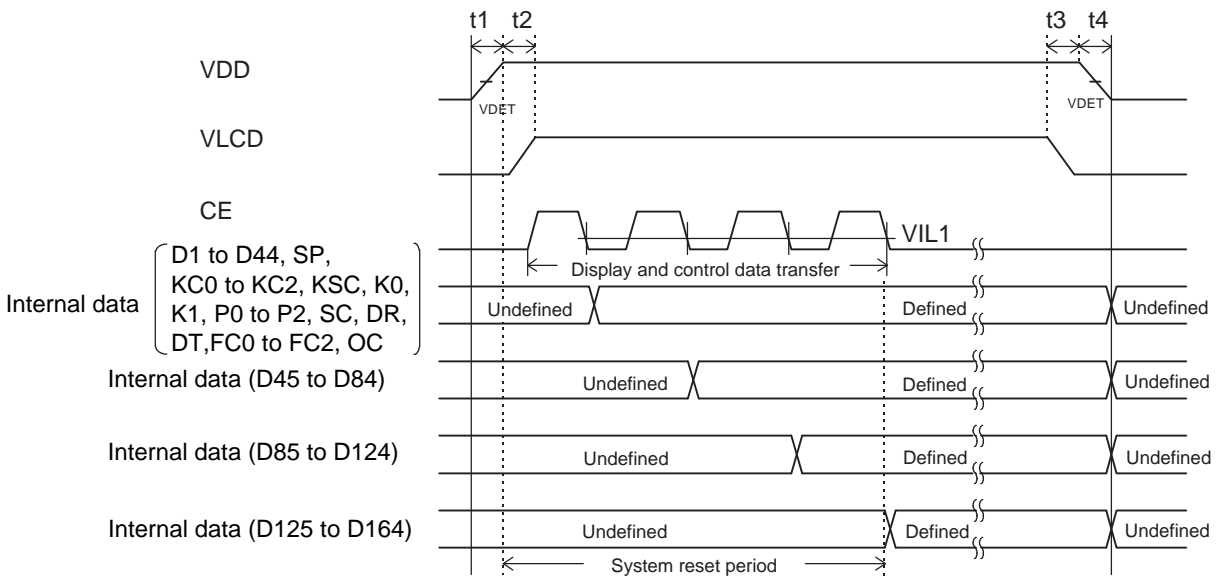 t1 t2 t3 t4
VDD
VDET VDET
VLCD
CE
VIL1
Display and control data transfer
Internal data
D1 to D44, SP,
KC0 to KC2, KSC, K0,
K1, P0 to P2, SC, DR,
DT,FC0 to FC2, OC
Undefined Defined Undefined
Internal data (D45 to D84) Undefined Defined Undefined
Internal data (D85 to D124) Undefined Defined Undefined
Internal data (D125 to D164) Undefined Defined Undefined
System reset period